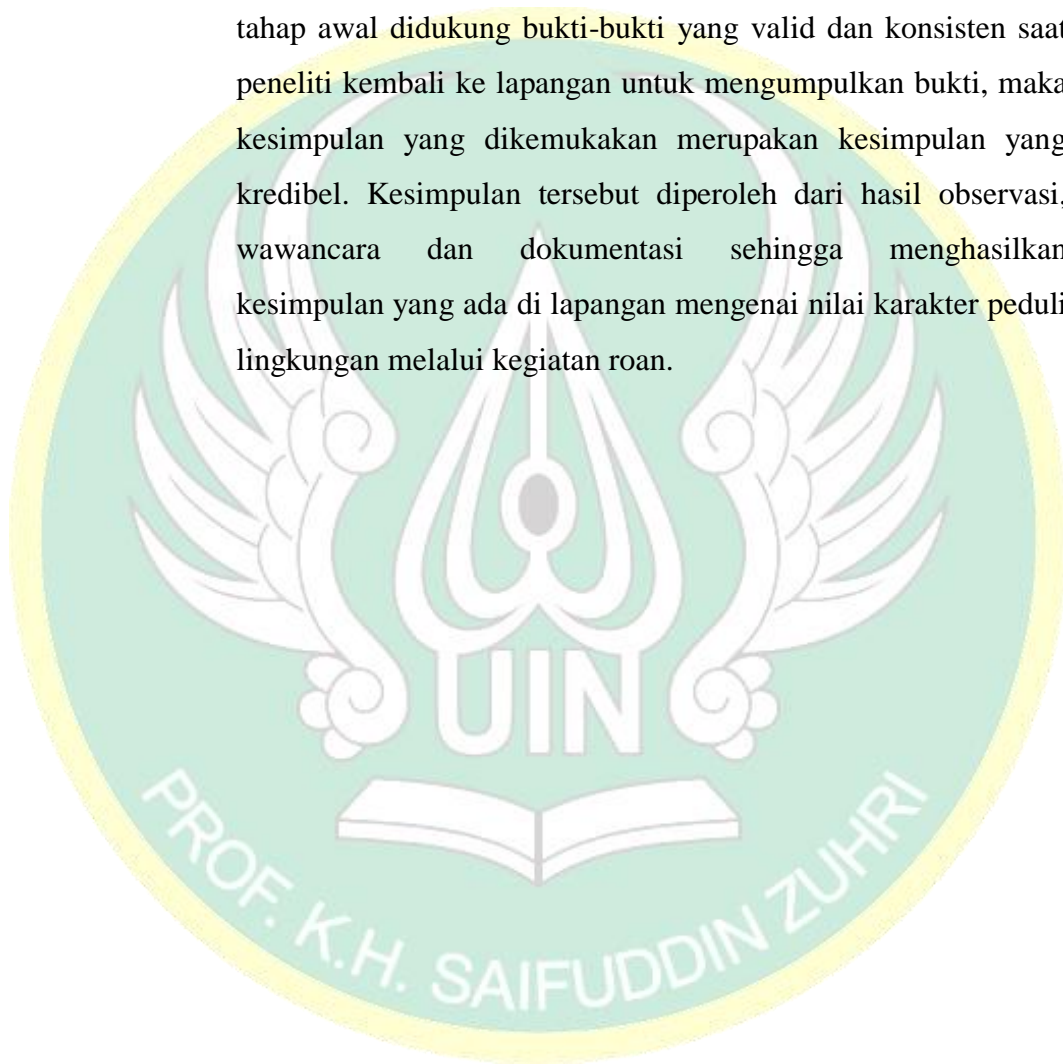 tahap awal didukung bukti-bukti yang valid dan konsisten saat
peneliti kembali ke lapangan untuk mengumpulkan bukti, maka
kesimpulan yang dikemukakan merupakan kesimpulan yang
kredibel. Kesimpulan tersebut diperoleh dari hasil observasi,
wawancara dan dokumentasi sehingga menghasilkan
kesimpulan yang ada di lapangan mengenai nilai karakter peduli
lingkungan melalui kegiatan roan.
UIN
PROF. K.H. SAIFUDDIN ZUHRI